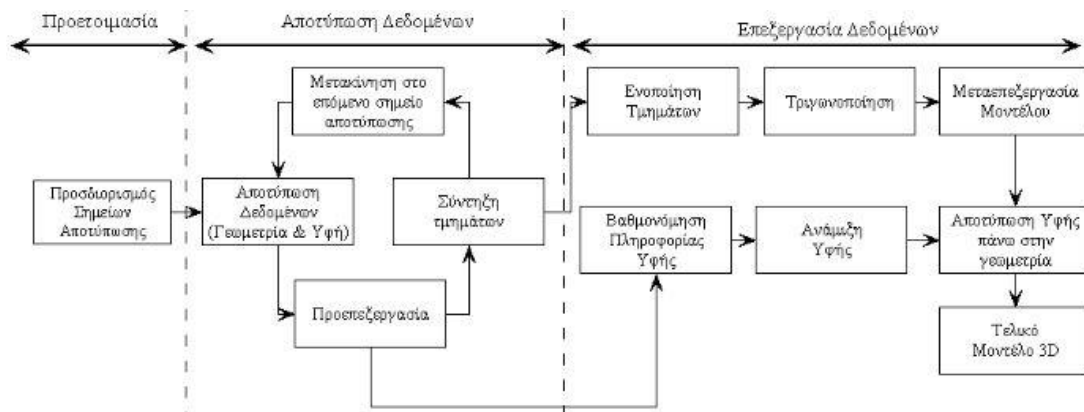 Προετοιμασία
Αποτύπωση Δεδομένων
Επεξεργασία Δεδομένων
Μετακίνηση στο
επόμενο σημείο
αποτύπωσης
Ενοποίηση
Τμημάτων
Τριγωνοποίηση
Μεταεπεξεργασία
Μοντέλου
Προσδιορισμός
Σημείων
Αποτύπωσης
Αποτύπωση
Δεδομένων
(Γεωμετρία & Υφή)
Σύντηξη
τμημάτων
Βαθμονόμηση
Πληροφορίας
Υφής
Ανάμιξη
Υφής
Αποτύπωση Υφής
πάνω στην
γεωμετρία
Προεπεξεργασία
Τελικό
Μοντέλο 3D